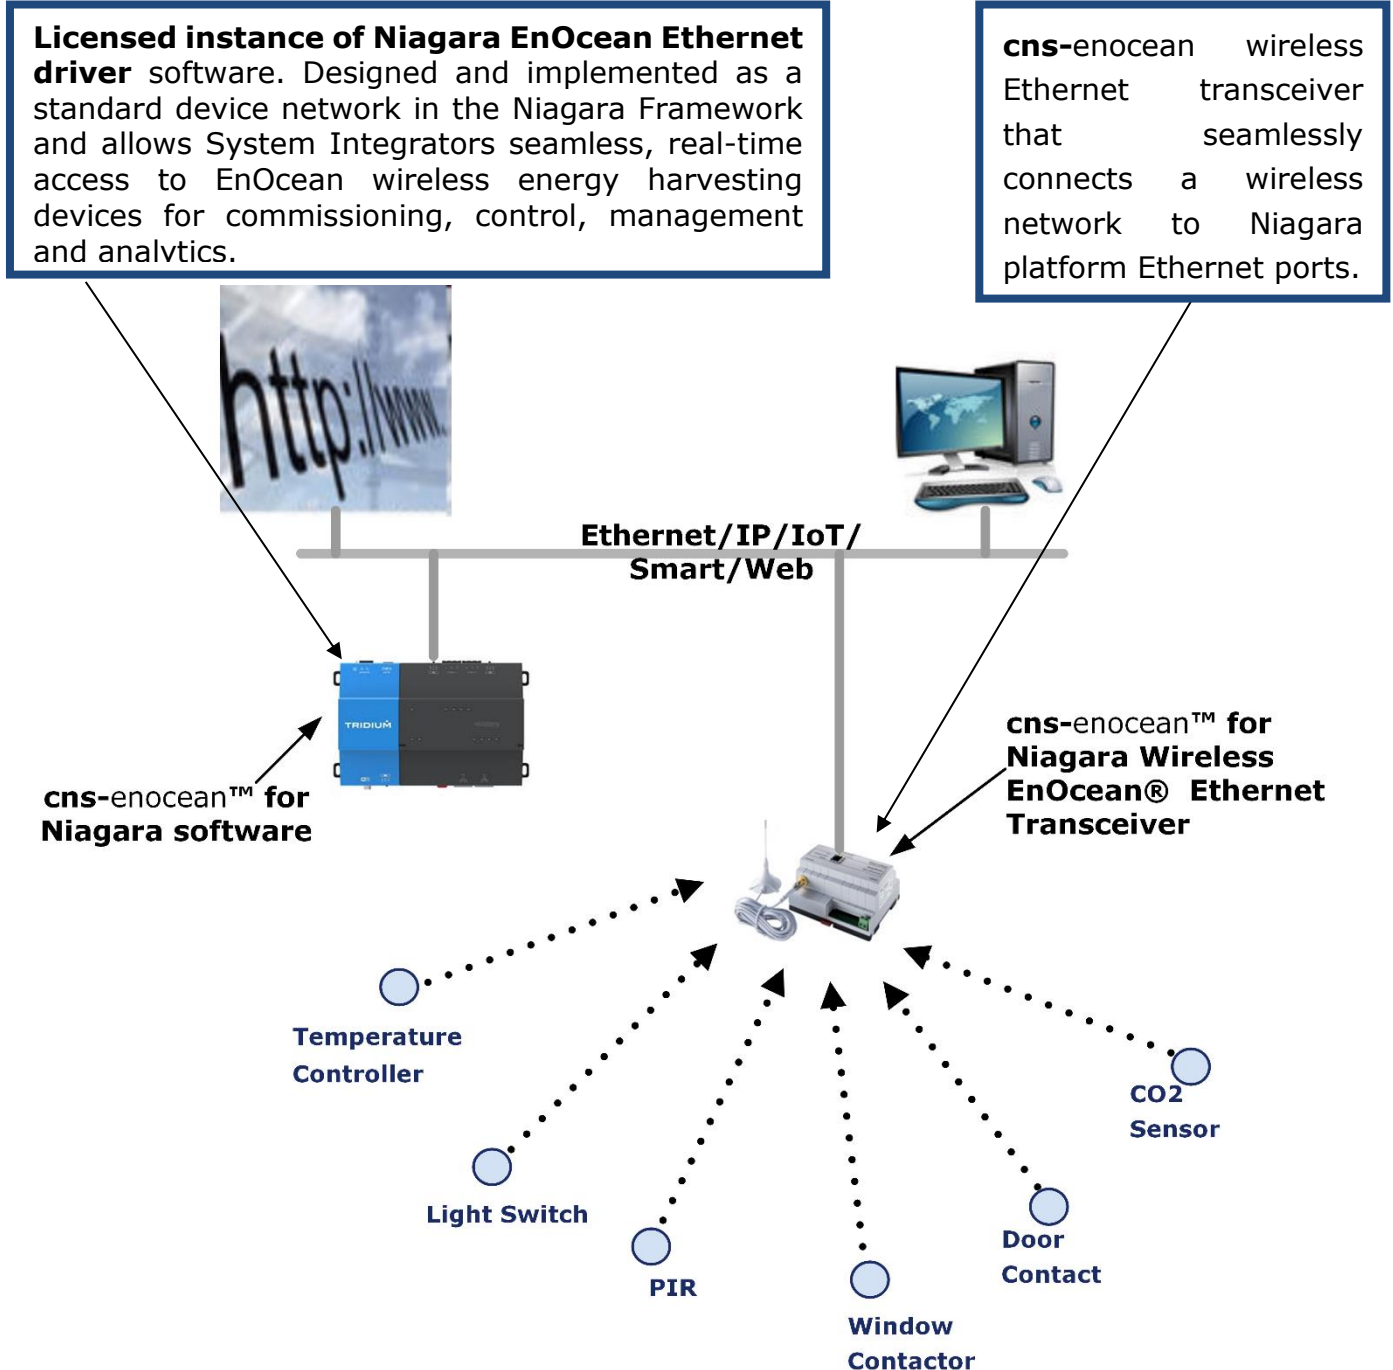 Licensed instance of Niagara EnOcean Ethernet
driver software. Designed and implemented as a
standard device network in the Niagara Framework
and allows System Integrators seamless, real-time
access to EnOcean wireless energy harvesting
devices for commissioning, control, management
and analytics.
cns-enocean wireless
Ethernet transceiver
that seamlessly
connects a wireless
network to Niagara
platform Ethernet ports.
http://www.
Ethernet/IP/IoT/
Smart/Web
TRIDIUM
cns-enocean™ for
Niagara software
cns-enocean™ for
Niagara Wireless
EnOcean® Ethernet
Transceiver
Temperature
Controller
Light Switch
PIR
Window
Contactor
Door
Contact
CO2
Sensor